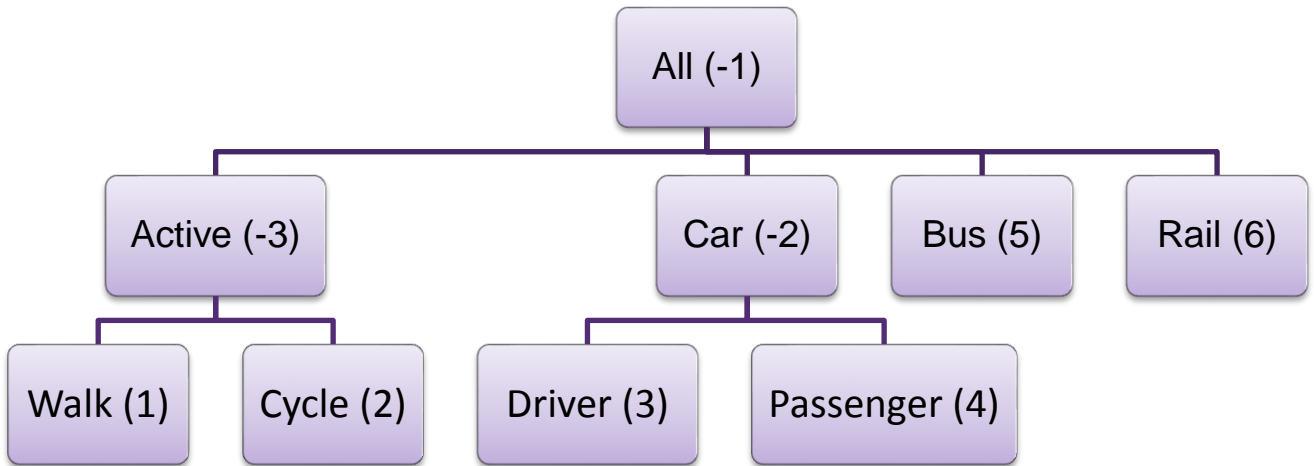 All (-1)
Active (-3)
Car (-2)
Bus (5)
Rail (6)
Walk (1)
Cycle (2)
Driver (3)
Passenger (4)